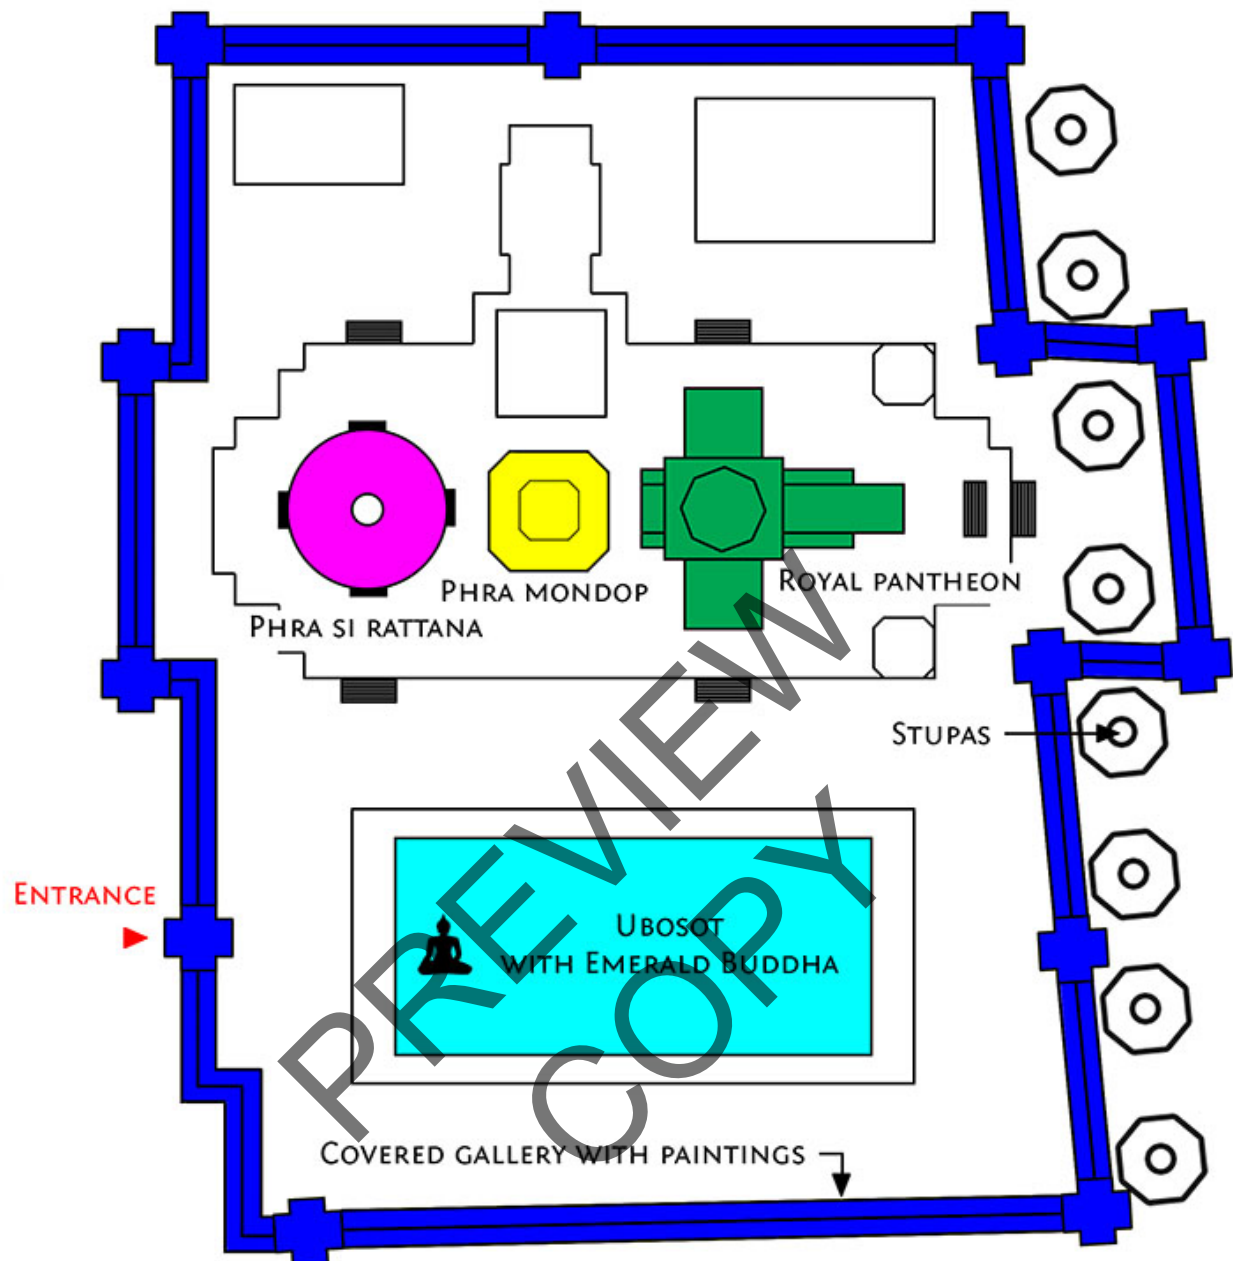 Phra mondop
Royal pantheon
Phra si rattana
Stupas
Entrance
Ubosot
with Emerald Buddha
Covered gallery with paintings
PREVIEW
COPY